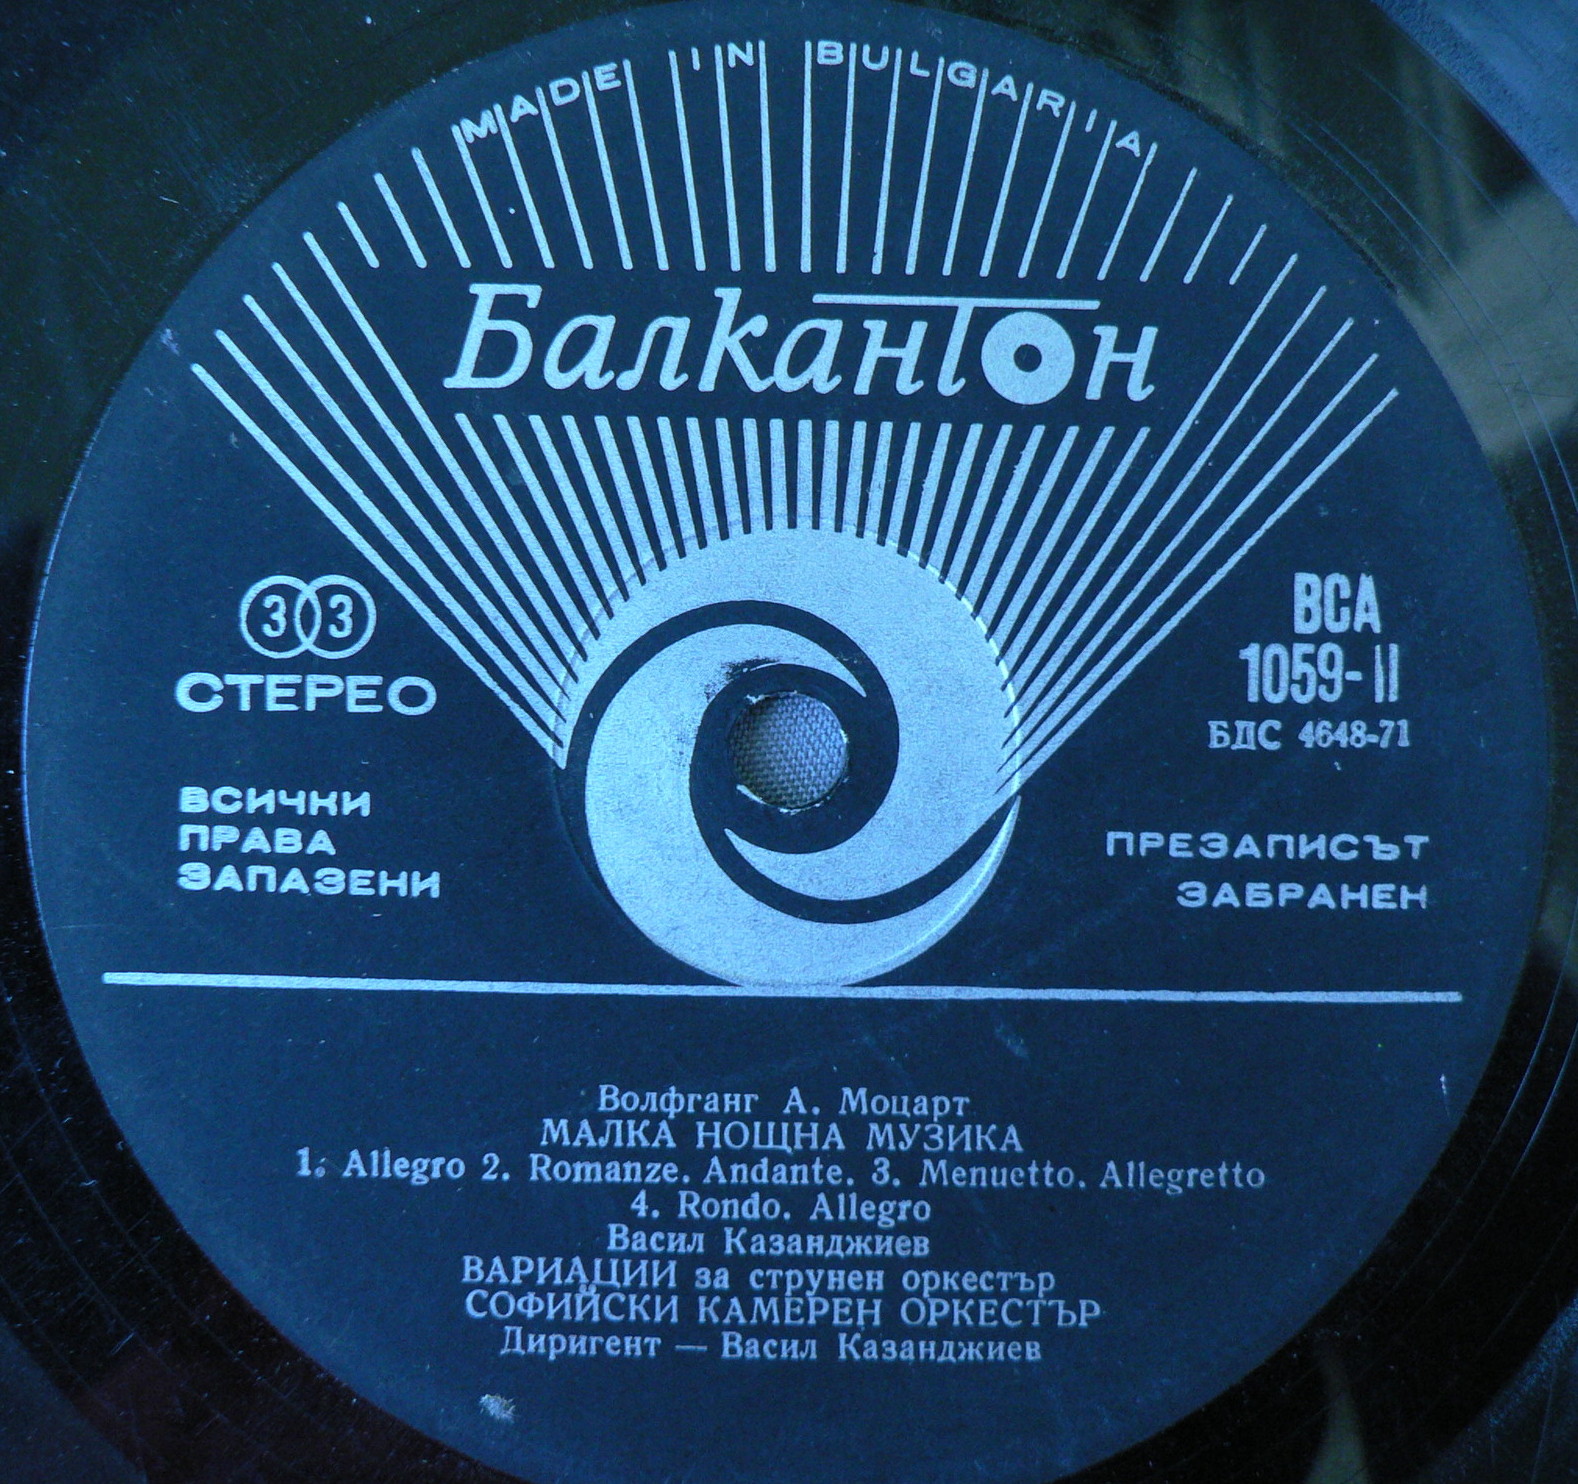 MADE IN BULGARIA
Балкантон
33
СТЕРЕО
ВСИЧКИ
ПРАВА
ЗАПАЗЕНИ
ВСА
1059-II
БДС 4648-71
ПРЕЗАПИСЪТ
ЗАБРАНЕН
Волфганг А. Моцарт
МАЛКА НОЩНА МУЗИКА
1. Allegro 2. Romanze. Andante. 3. Menuetto. Allegretto
4. Rondo. Allegro
Васил Казанджиев
ВАРИАЦИИ за струнен оркестър
СОФИЙСКИ КАМЕРЕН ОРКЕСТЪР
Диригент — Васил Казанджиев